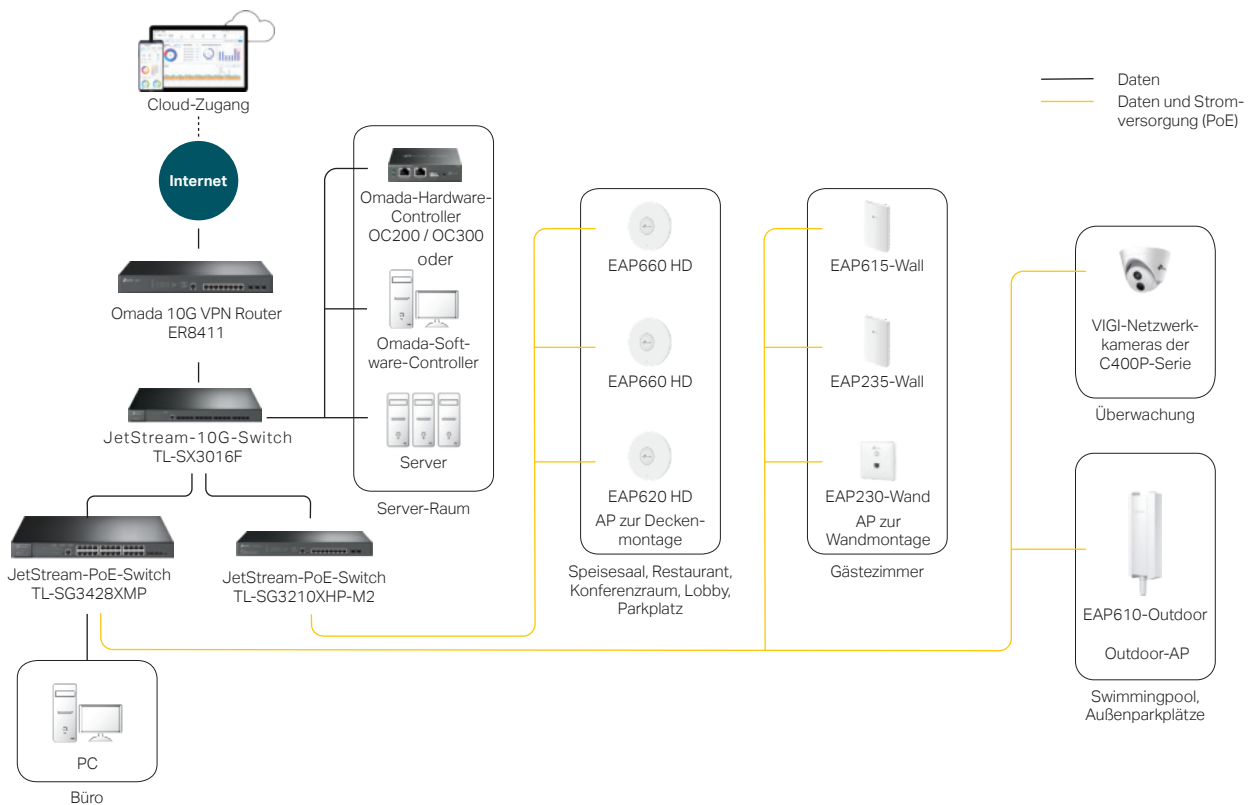 Cloud-Zugang
Internet
Omada 10G VPN Router
ER8411
JetStream-10G-Switch
TL-SX3016F
JetStream-PoE-Switch
TL-SG3428XMP
JetStream-PoE-Switch
TL-SG3210XHP-M2
PC
Büro
Omada-Hardware-
Controller
OC200 / OC300
oder
Omada-Soft-
ware-Controller
Server
Server-Raum
EAP660 HD
EAP660 HD
EAP620 HD
AP zur Decken-
montage
Speisesaal, Restaurant,
Konferenzraum, Lobby,
Parkplatz
EAP615-Wall
EAP235-Wall
EAP230-Wand
AP zur
Wandmontage
Gästezimmer
Daten
Daten und Strom-
versorgung (PoE)
VIGI-Netzwerk-
kameras der
C400P-Serie
Überwachung
EAP610-Outdoor
Outdoor-AP
Swimmingpool,
Außenparkplätze